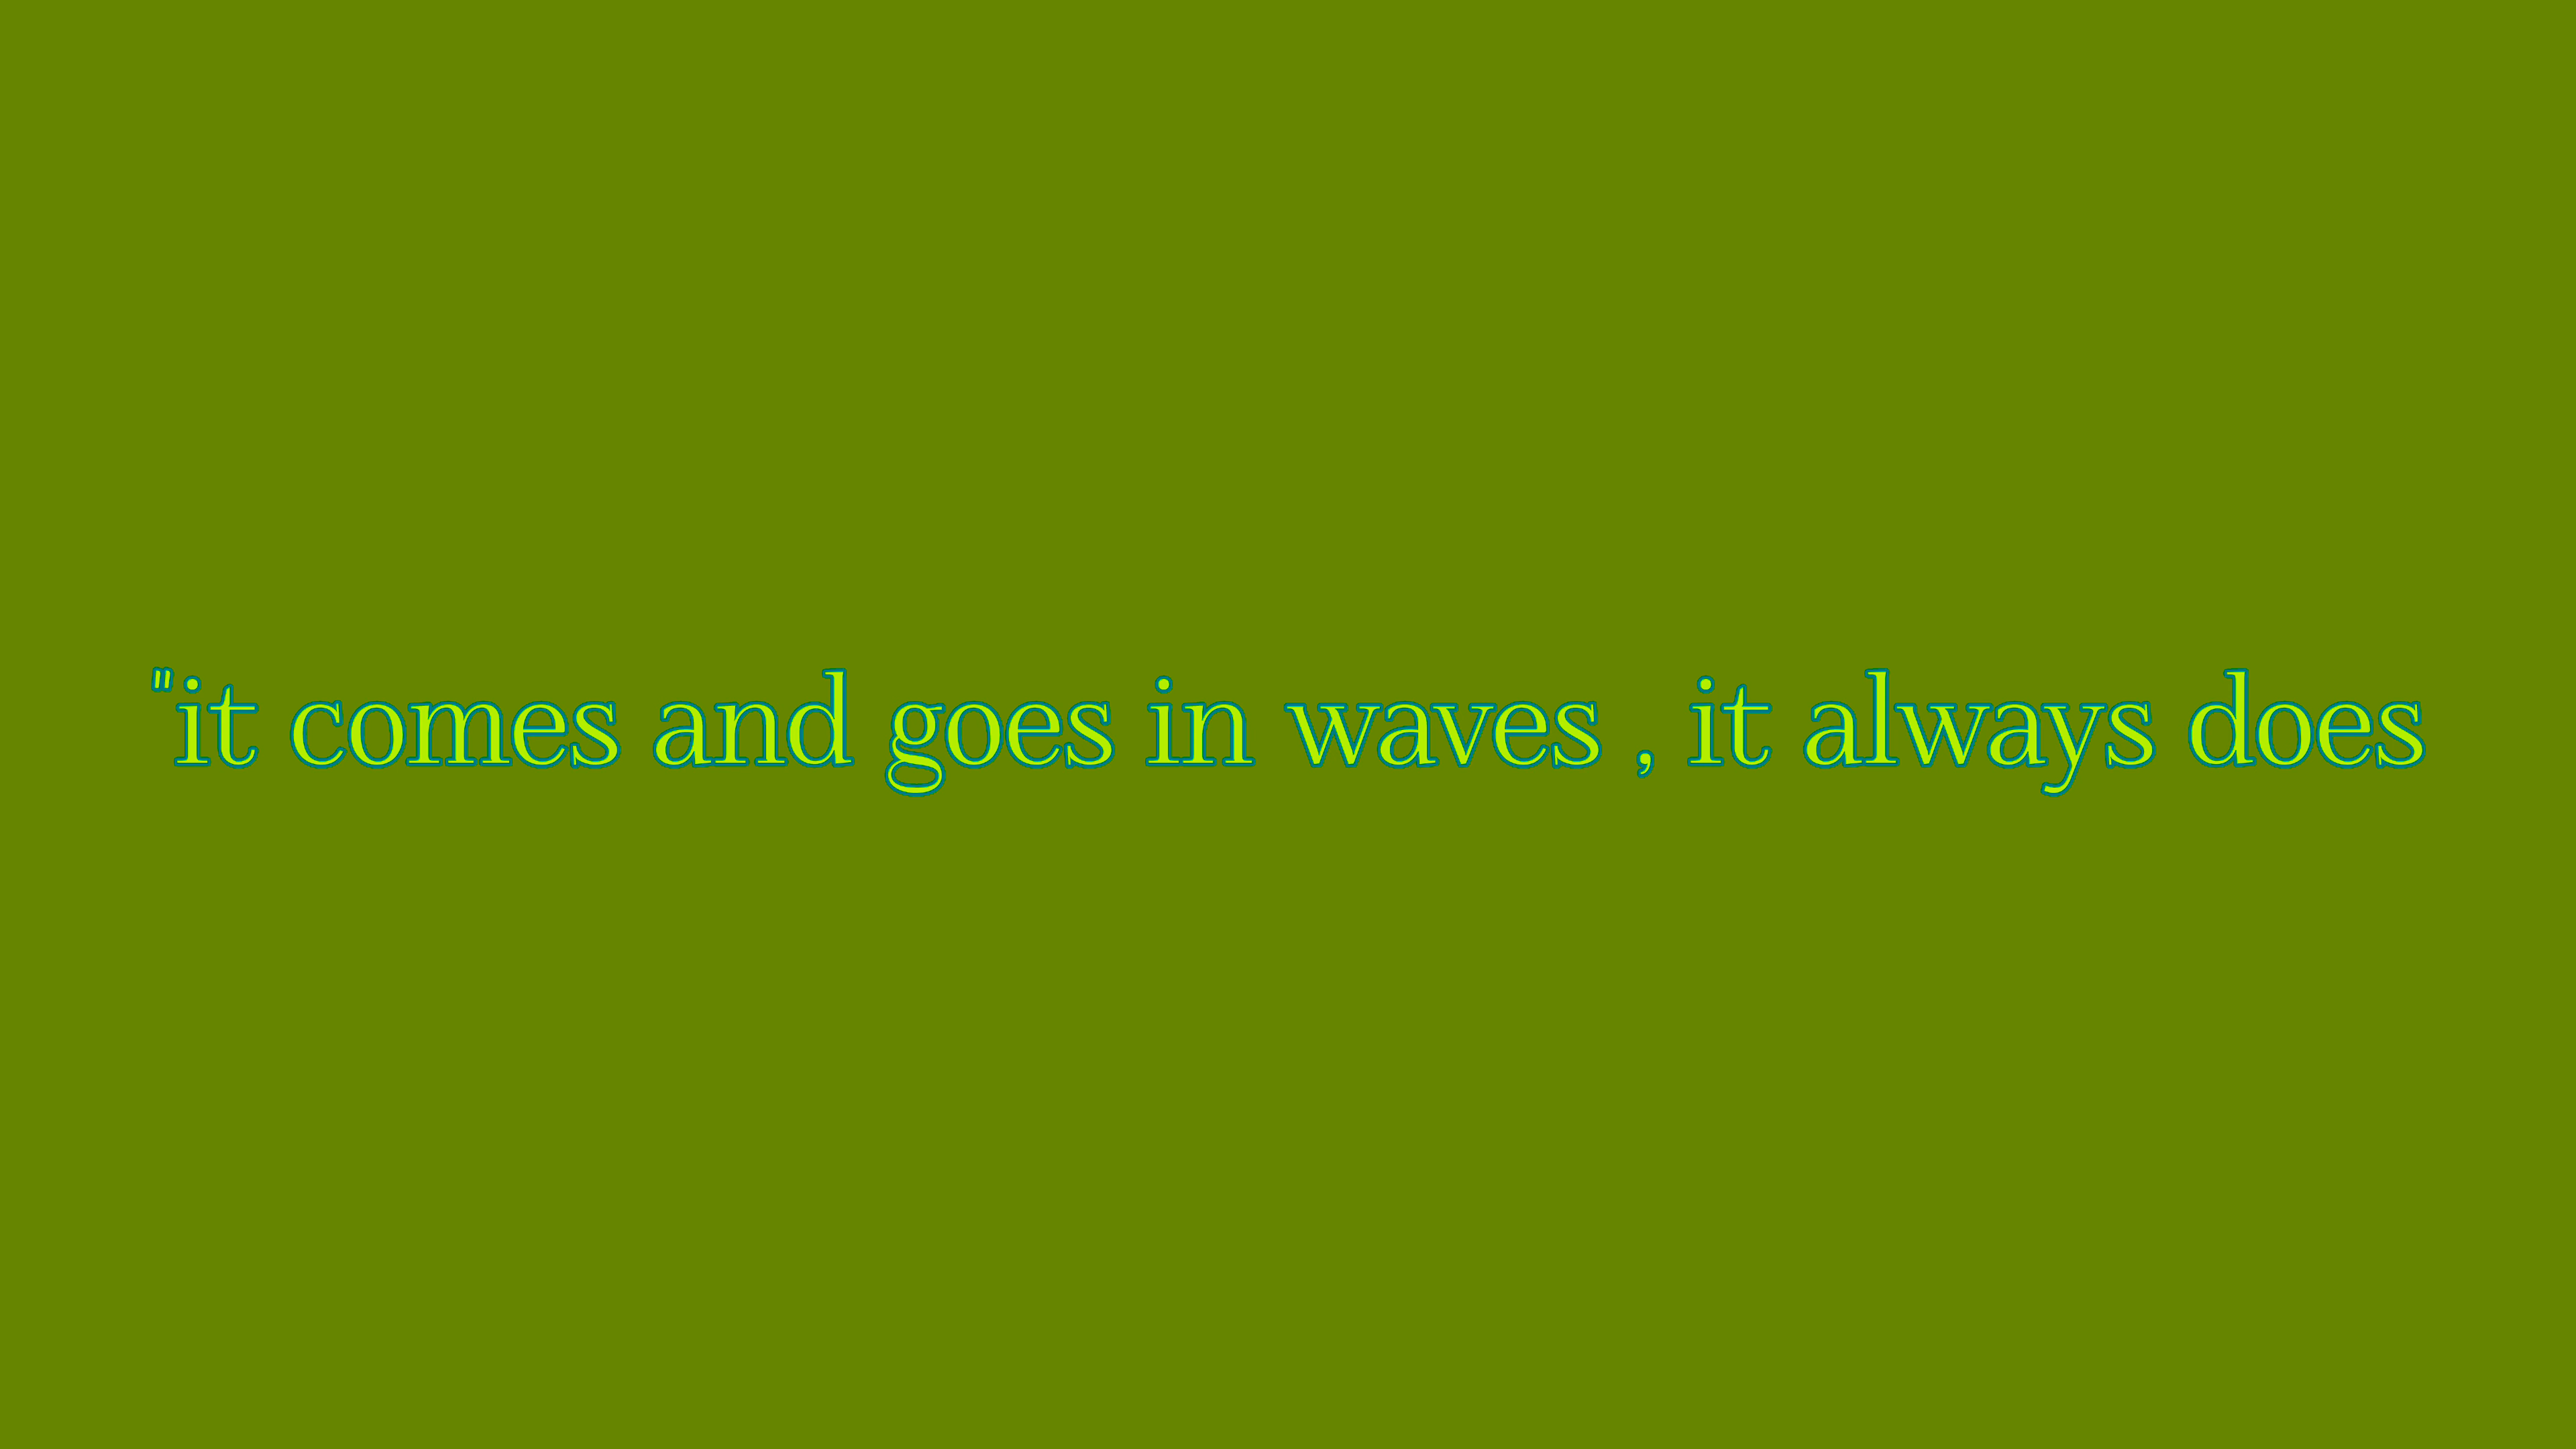 "it comes and goes in waves , it always does